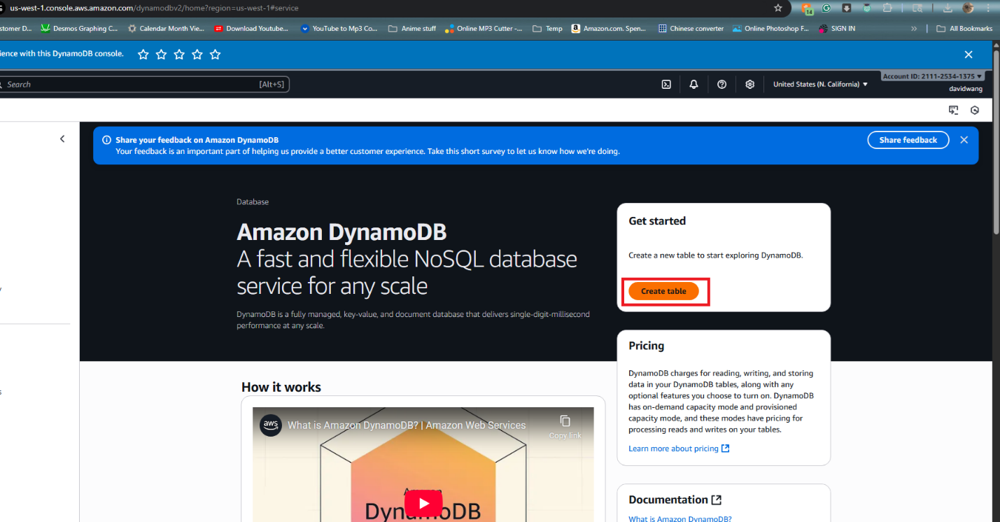 us-west-1.console.aws.amazon.com/dynamodbv2/home?region=us-west-1#service
14
stomer D...
Desmos Graphing C...
Calendar Month Vie...
Download Youtube...
YouTube to Mp3 Co...
Anime stuff
Online MP3 Cutter -...
Temp
Amazon.com. Spen...
Chinese converter
Online Photoshop F...
SIGN IN
»
All Bookmarks
ience with this DynamoDB console.
Search
[Alt+S]
United States (N. California)
Account ID: 2111-2534-1375
davidwang
Share your feedback on Amazon DynamoDB
Your feedback is an important part of helping us provide a better customer experience. Take this short survey to let us know how we're doing.
Share feedback
Database
Amazon DynamoDB
A fast and flexible NoSQL database
service for any scale
DynamoDB is a fully managed, key-value, and document database that delivers single-digit-millisecond
performance at any scale.
Get started
Create a new table to start exploring DynamoDB.
Create table
Pricing
DynamoDB charges for reading, writing, and storing
data in your DynamoDB tables, along with any
optional features you choose to turn on. DynamoDB
has on-demand capacity mode and provisioned
capacity mode, and these modes have pricing for
processing reads and writes on your tables.
Learn more about pricing
How it works
aws
What is Amazon DynamoDB? | Amazon Web Services
Copy link
Amazon
DynamoDB
Documentation
What is Amazon DynamoDB?